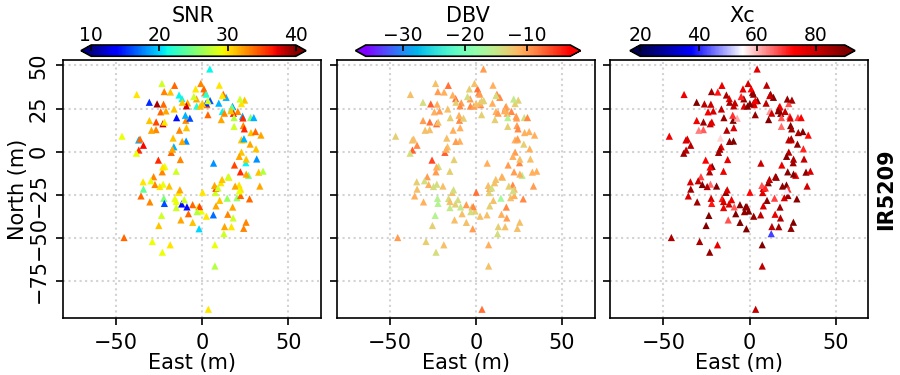 SNR DBV Xc
10 20 30 40 −30 −20 −10 20 40 60 80
50
25
0
−25
−50
−75
North (m)
IR5209
−50 0 50 −50 0 50 −50 0 50
East (m) East (m) East (m)